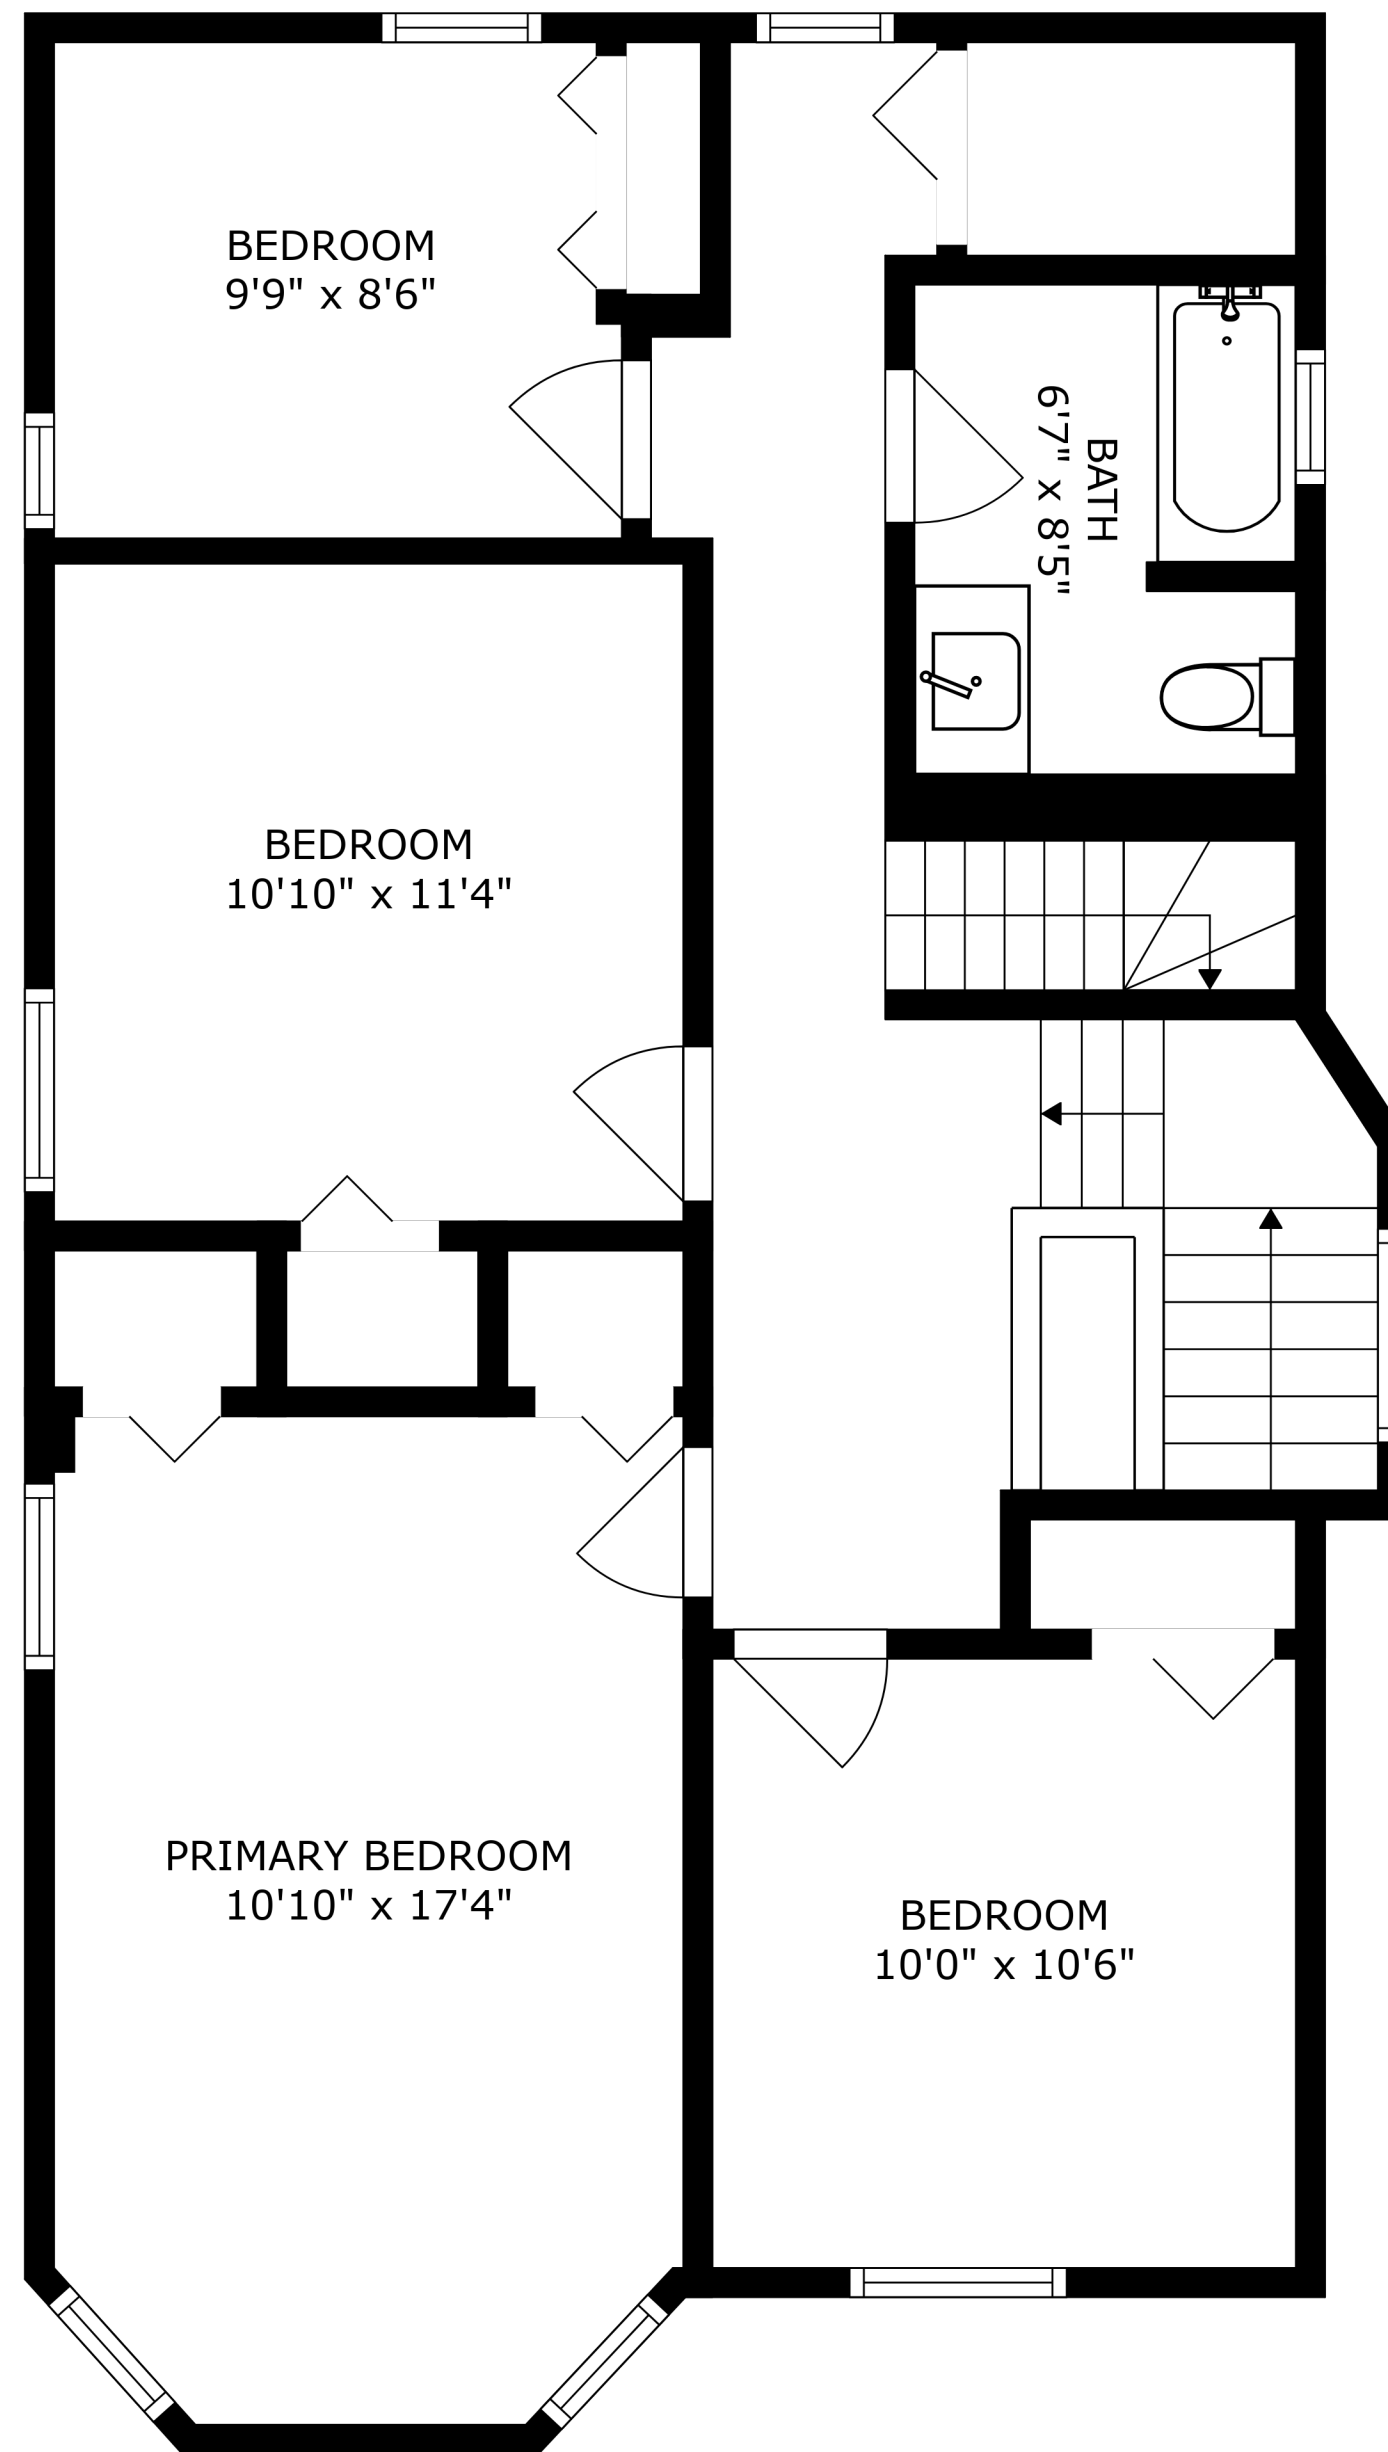 BEDROOM
9'9" x 8'6"
BATH
6'7" x 8'5"
BEDROOM
10'10" x 11'4"
PRIMARY BEDROOM
10'10" x 17'4"
BEDROOM
10'0" x 10'6"